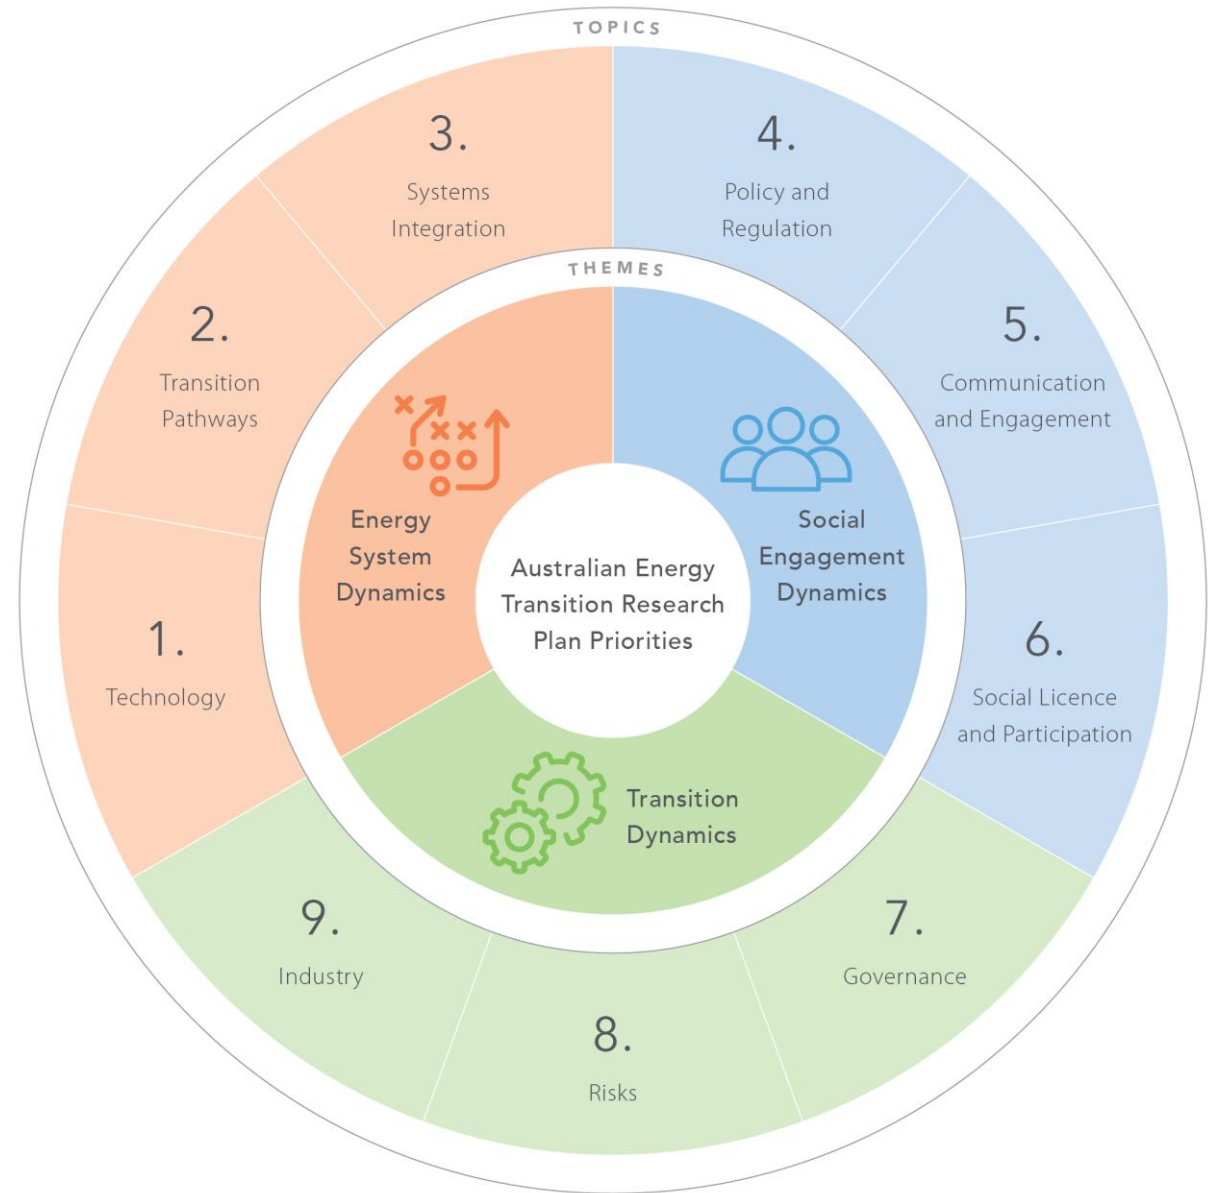 TOPICS
3.
Systems
Integration
4.
Policy and
Regulation
THEMES
2.
Transition
Pathways
5.
Communication
and Engagement
Energy
System
Dynamics
Social
Engagement
Dynamics
Australian Energy
Transition Research
Plan Priorities
1.
Technology
6.
Social Licence
and Participation
Transition
Dynamics
9.
Industry
7.
Governance
8.
Risks